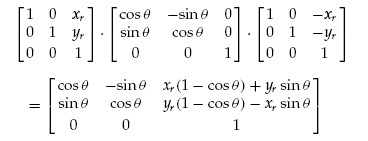 [1 0 x_r] · [cos θ −sin θ 0] · [1 0 −x_r]
[0 1 y_r] [sin θ cos θ 0] [0 1 −y_r]
[0 0 1] [0 0 1] [0 0 1]
= [cos θ −sin θ x_r(1 − cos θ) + y_r sin θ]
[sin θ cos θ y_r(1 − cos θ) − x_r sin θ]
[0 0 1]